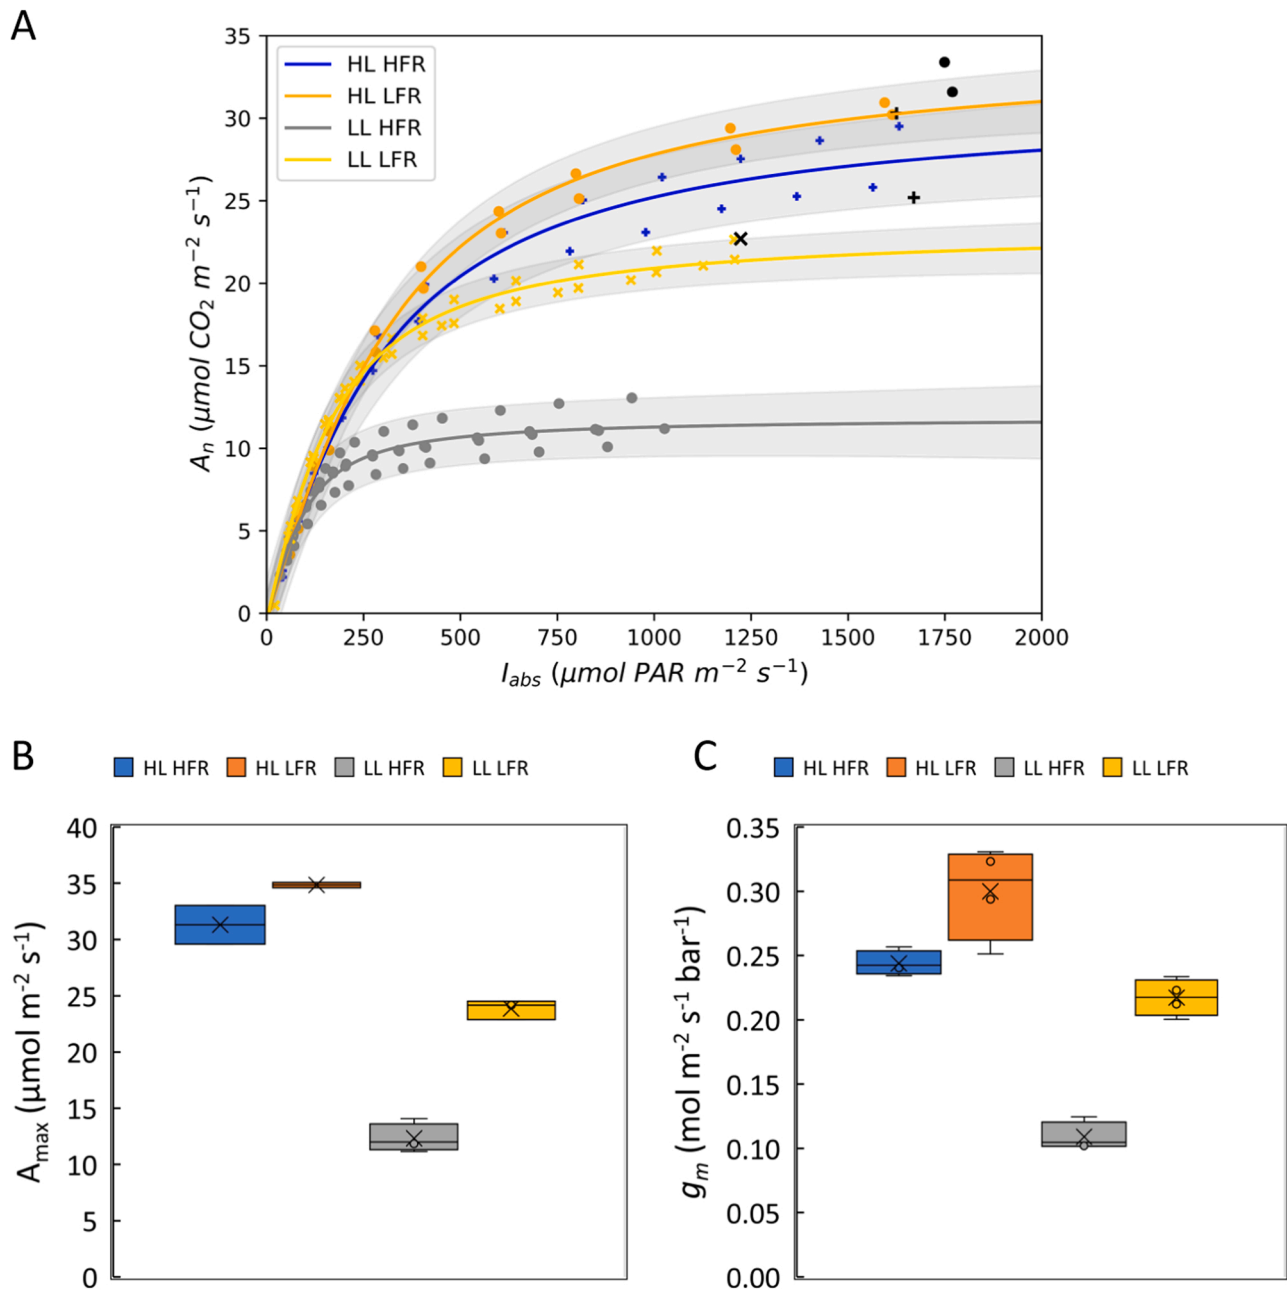 A
35
30
25
20
15
10
5
0
Aₙ (μmol CO₂ m⁻² s⁻¹)
HL HFR
HL LFR
LL HFR
LL LFR
0 250 500 750 1000 1250 1500 1750 2000
I_abs (μmol PAR m⁻² s⁻¹)
B
HL HFR HL LFR LL HFR LL LFR
40
35
30
25
20
15
10
5
0
A_max (μmol m⁻² s⁻¹)
C
HL HFR HL LFR LL HFR LL LFR
0.35
0.30
0.25
0.20
0.15
0.10
0.05
0.00
gₘ (mol m⁻² s⁻¹ bar⁻¹)